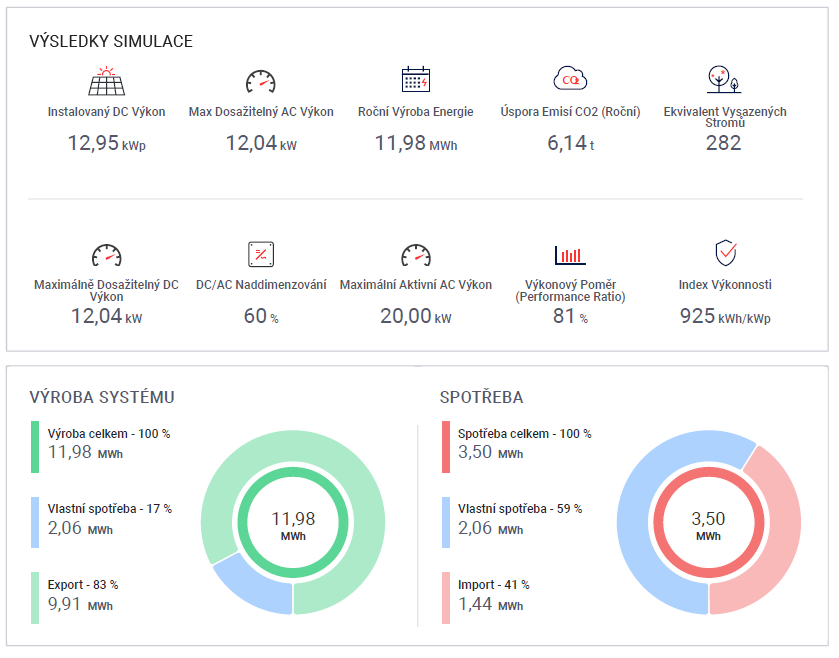 VÝSLEDKY SIMULACE
CO2
Instalovaný DC Výkon
12,95 kWp
Max Dosažitelný AC Výkon
12,04 kW
Roční Výroba Energie
11,98 MWh
Úspora Emisí CO2 (Roční)
6,14 t
Ekvivalent Vysazených
Stromů
282
Maximálně Dosažitelný DC
Výkon
12,04 kW
DC/AC Naddimenzování
60 %
Maximální Aktivní AC Výkon
20,00 kW
Výkonový Poměr
(Performance Ratio)
81 %
Index Výkonnosti
925 kWh/kWp
VÝROBA SYSTÉMU
Výroba celkem - 100 %
11,98 MWh
Vlastní spotřeba - 17 %
2,06 MWh
Export - 83 %
9,91 MWh
11,98
MWh
SPOTŘEBA
Spotřeba celkem - 100 %
3,50 MWh
Vlastní spotřeba - 59 %
2,06 MWh
Import - 41 %
1,44 MWh
3,50
MWh